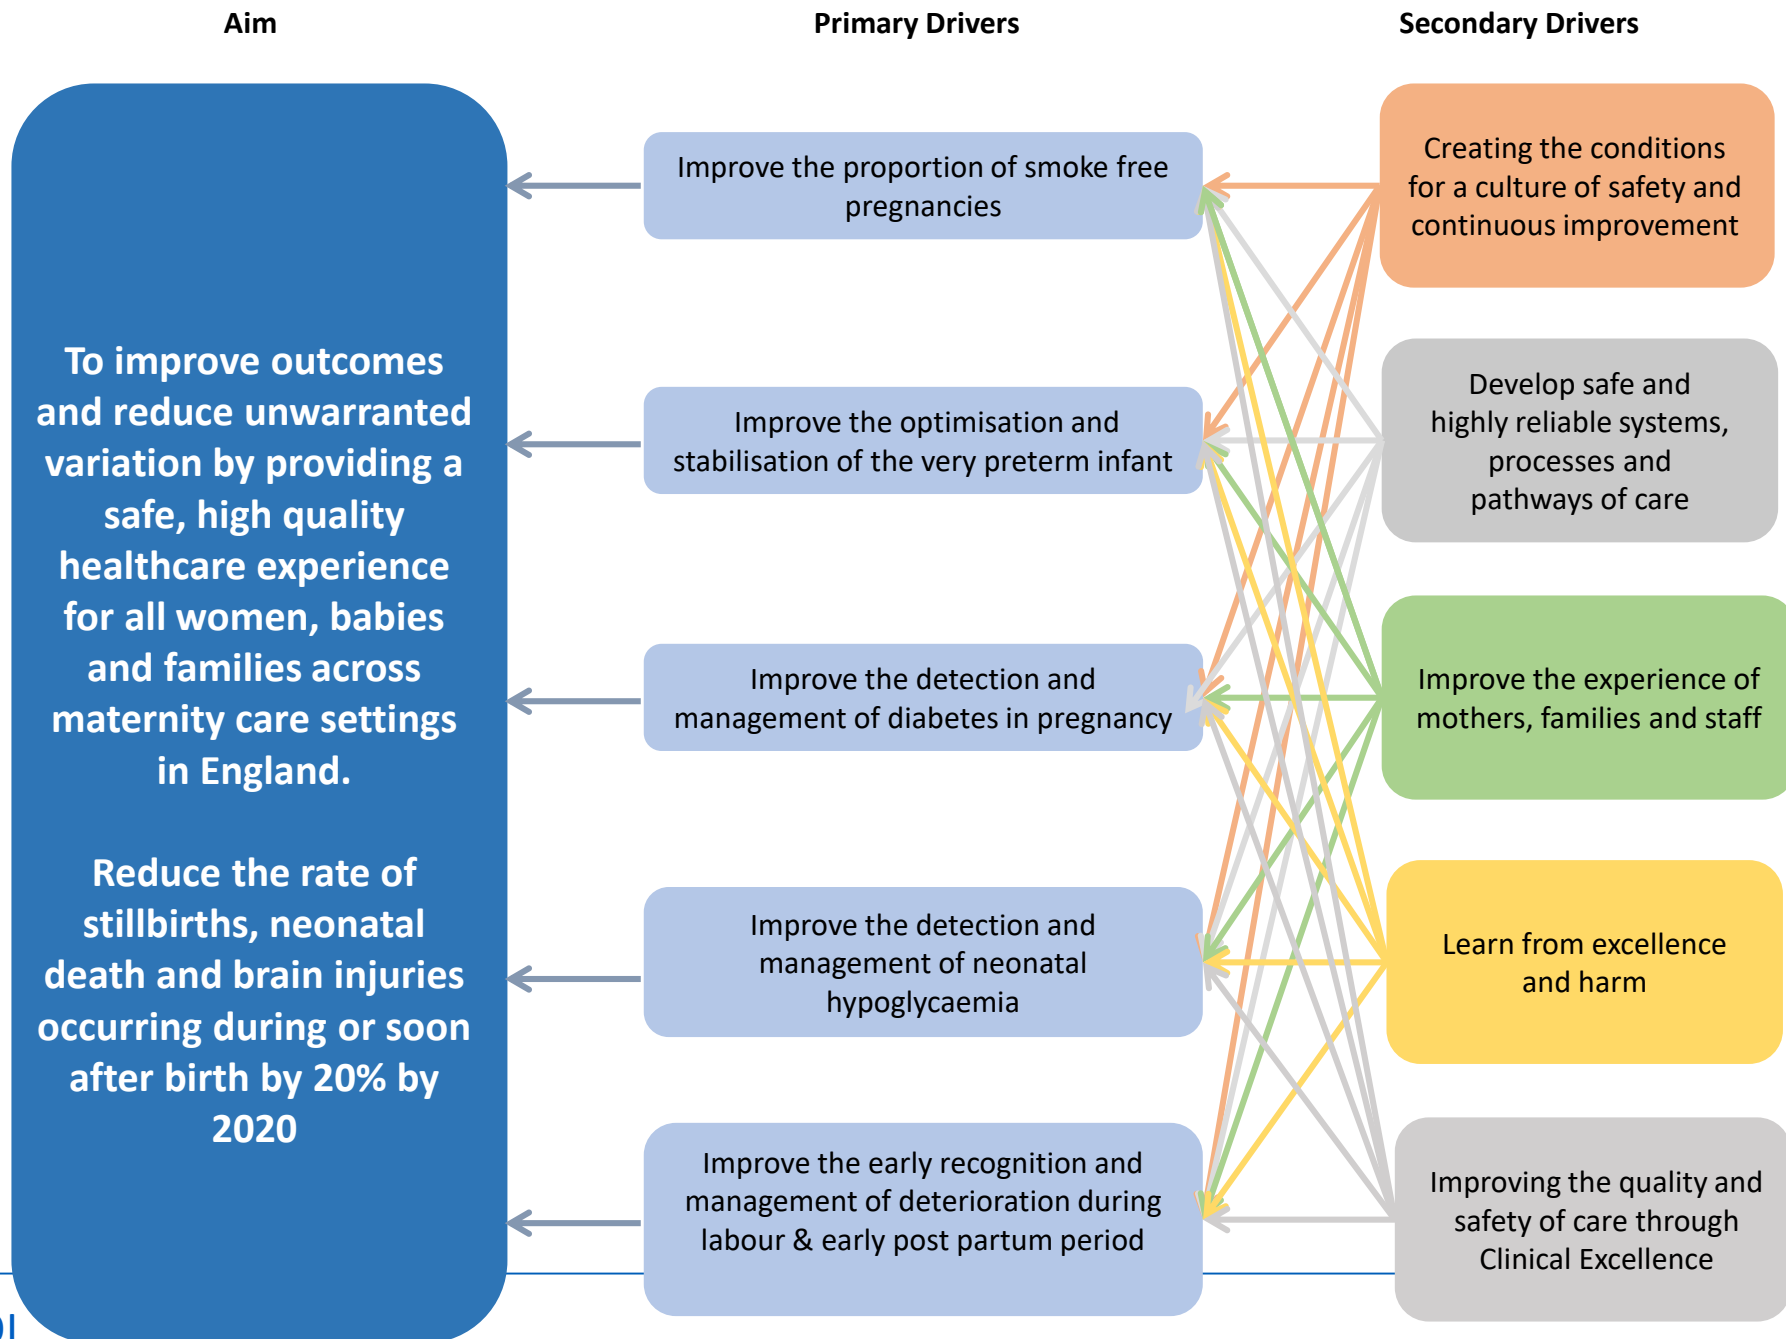 Aim
Primary Drivers
Secondary Drivers
To improve outcomes
and reduce unwarranted
variation by providing a
safe, high quality
healthcare experience
for all women, babies
and families across
maternity care settings
in England.
Reduce the rate of
stillbirths, neonatal
death and brain injuries
occurring during or soon
after birth by 20% by
2020
Improve the proportion of smoke free
pregnancies
Improve the optimisation and
stabilisation of the very preterm infant
Improve the detection and
management of diabetes in pregnancy
Improve the detection and
management of neonatal
hypoglycaemia
Improve the early recognition and
management of deterioration during
labour & early post partum period
Creating the conditions
for a culture of safety and
continuous improvement
Develop safe and
highly reliable systems,
processes and
pathways of care
Improve the experience of
mothers, families and staff
Learn from excellence
and harm
Improving the quality and
safety of care through
Clinical Excellence